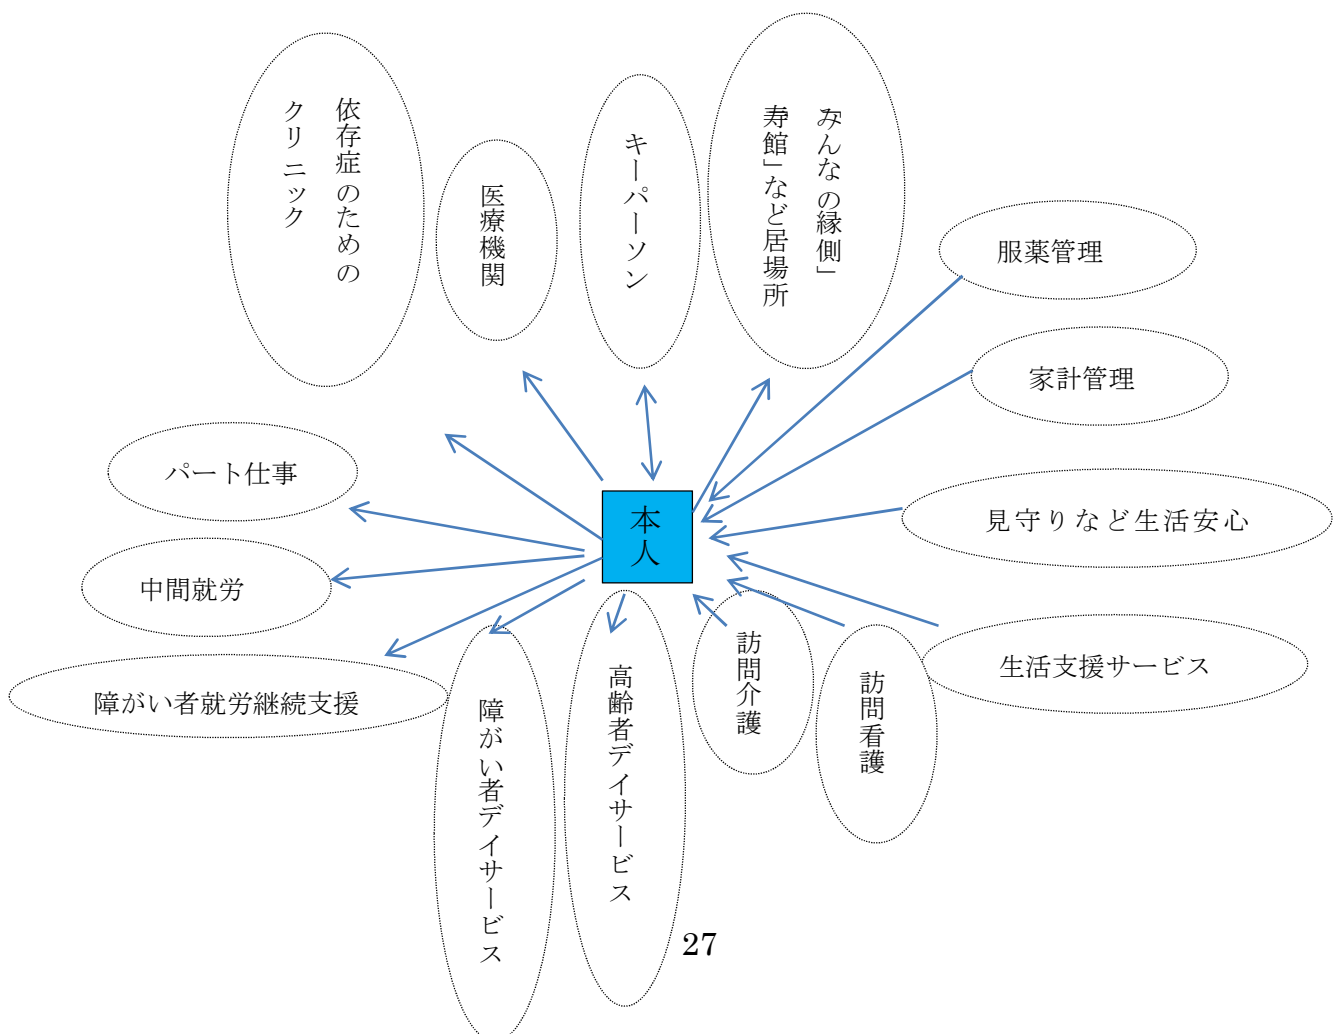 依存症のための
クリニック
医療機関
キーパーソン
「みんなの縁側」
「寿館」など居場所
服薬管理
家計管理
見守りなど生活安心
生活支援サービス
訪問看護
訪問介護
高齢者デイサービス
障がい者デイサービス
障がい者就労継続支援
中間就労
パート仕事
本人
27